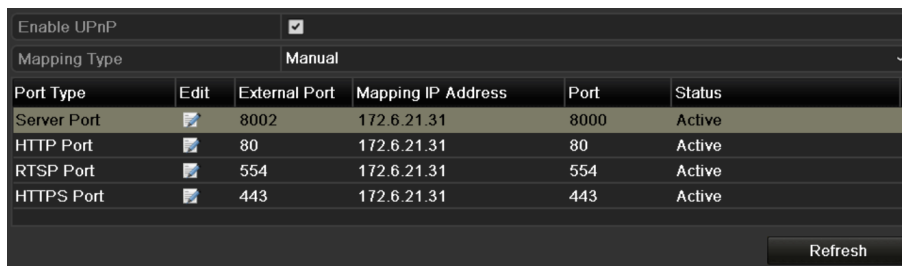 Enable UPnP
Mapping Type Manual
Port Type Edit External Port Mapping IP Address Port Status
Server Port 8002 172.6.21.31 8000 Active
HTTP Port 80 172.6.21.31 80 Active
RTSP Port 554 172.6.21.31 554 Active
HTTPS Port 443 172.6.21.31 443 Active
Refresh